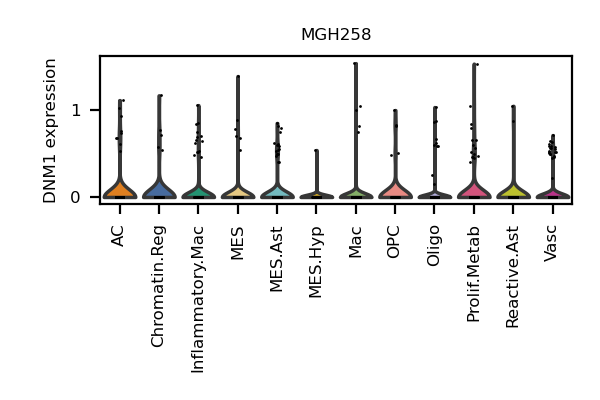 MGH258
DNM1 expression
1
0
AC
Chromatin.Reg
Inflammatory.Mac
MES
MES.Ast
MES.Hyp
Mac
OPC
Oligo
Prolif.Metab
Reactive.Ast
Vasc